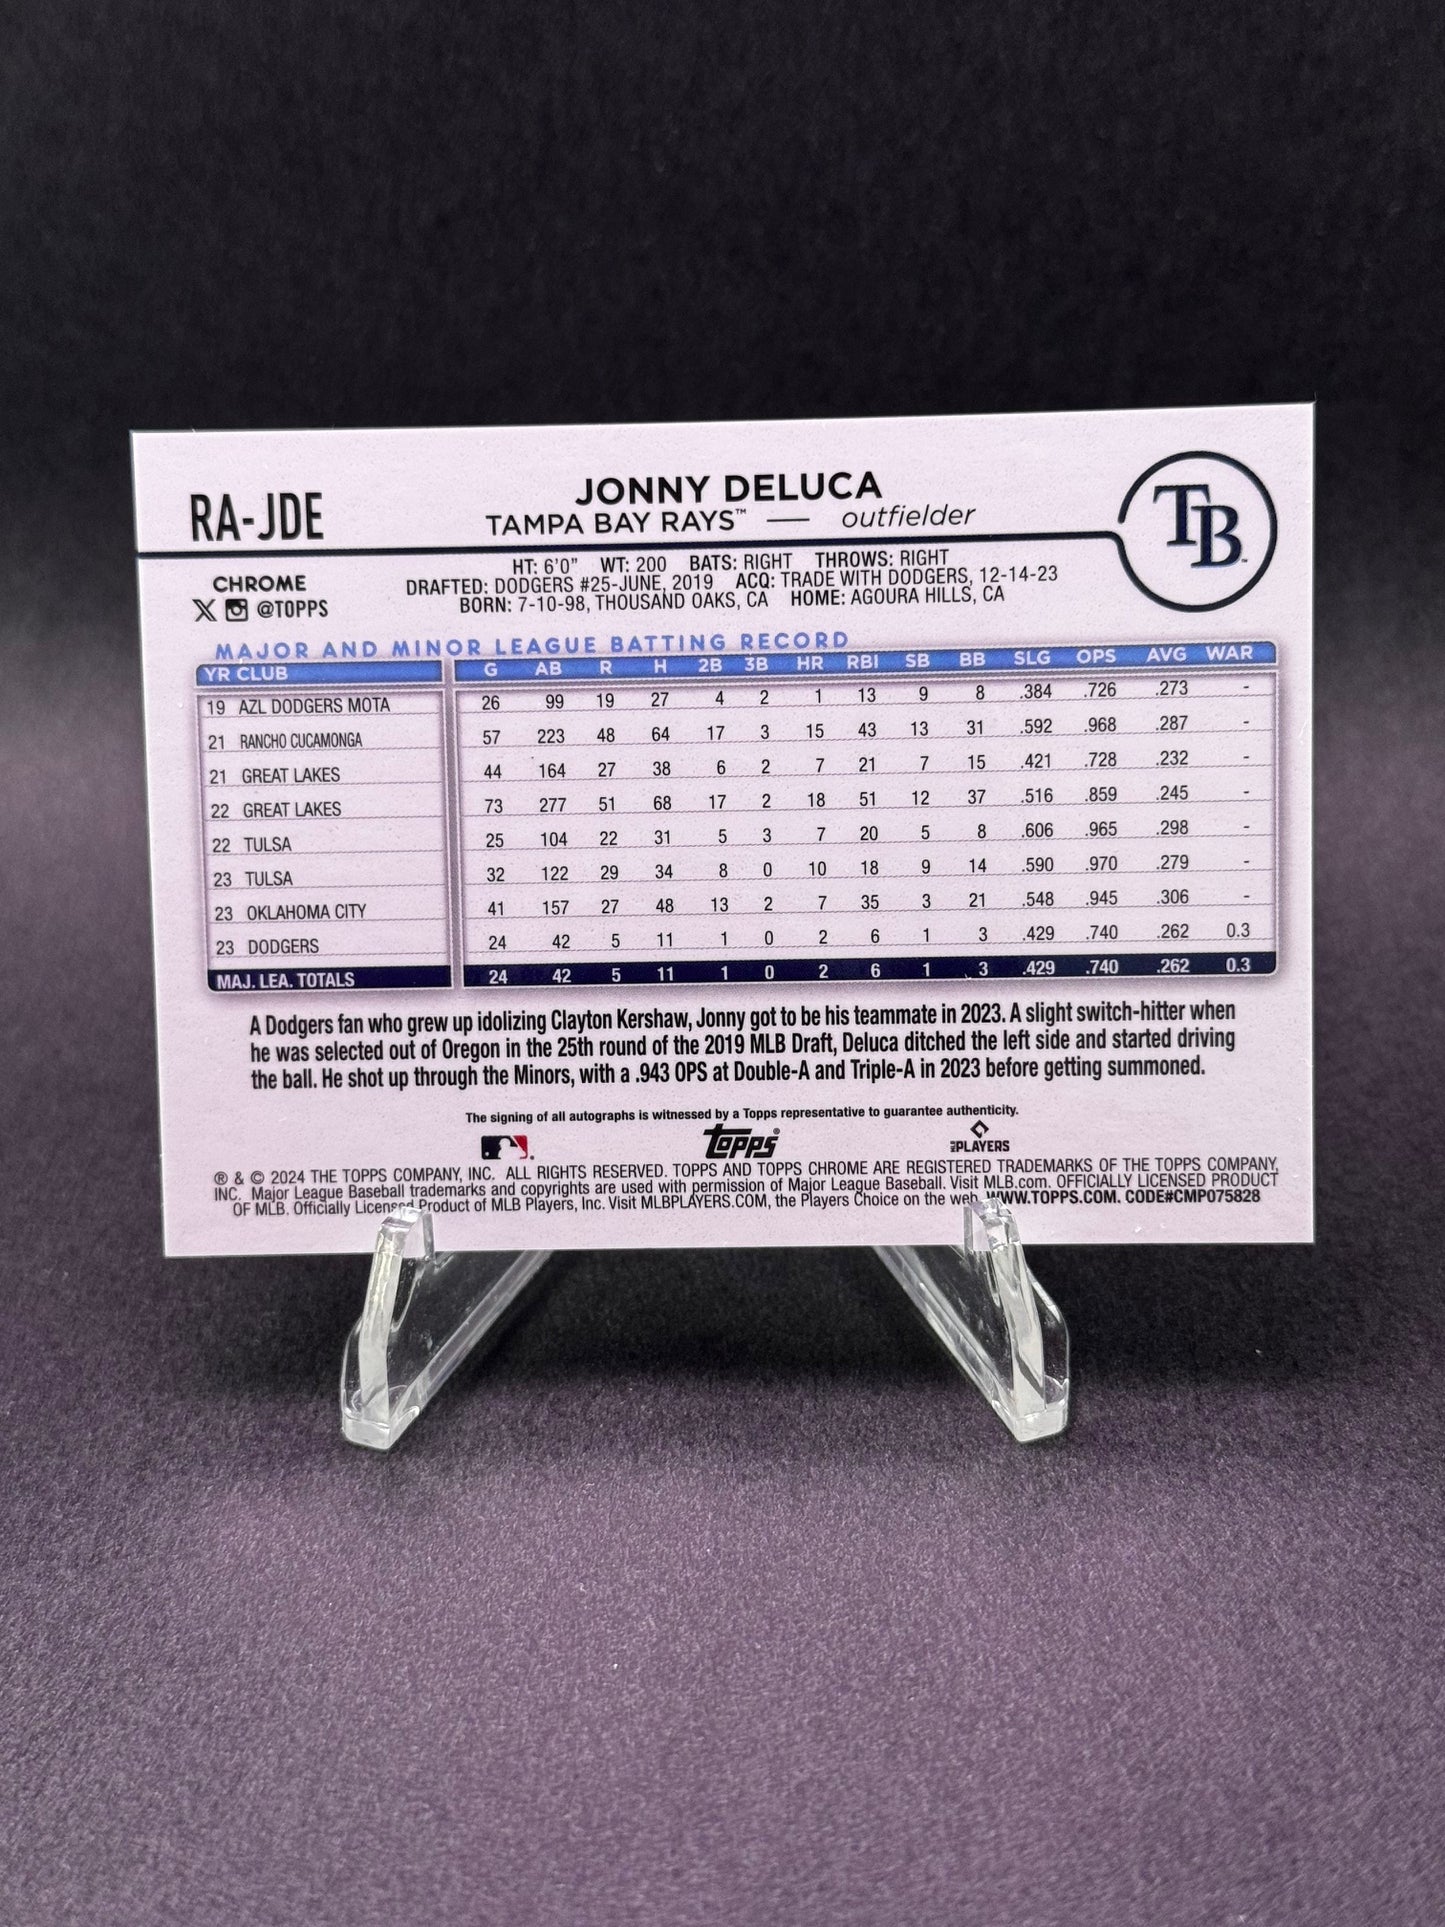 RA-JDE
JONNY DELUCA
TAMPA BAY RAYS™ — outfielder
TB
CHROME
@TOPPS
HT: 6'0" WT: 200 BATS: RIGHT THROWS: RIGHT
DRAFTED: DODGERS #25-JUNE, 2019 ACQ: TRADE WITH DODGERS, 12-14-23
BORN: 7-10-98, THOUSAND OAKS, CA HOME: AGOURA HILLS, CA
MAJOR AND MINOR LEAGUE BATTING RECORD
YR CLUB G AB R H 2B 3B HR RBI SB BB SLG OPS AVG WAR
19 AZL DODGERS MOTA 26 99 19 27 4 2 1 13 9 8 .384 .726 .273 -
21 RANCHO CUCAMONGA 57 223 48 64 17 3 15 43 13 31 .592 .968 .287 -
21 GREAT LAKES 44 164 27 38 6 2 7 21 7 15 .421 .728 .232 -
22 GREAT LAKES 73 277 51 68 17 2 18 51 12 37 .516 .859 .245 -
22 TULSA 25 104 22 31 5 3 7 20 5 8 .606 .965 .298 -
23 TULSA 32 122 29 34 8 0 10 18 9 14 .590 .970 .279 -
23 OKLAHOMA CITY 41 157 27 48 13 2 7 35 3 21 .548 .945 .306 -
23 DODGERS 24 42 5 11 1 0 2 6 1 3 .429 .740 .262 0.3
MAJ. LEA. TOTALS 24 42 5 11 1 0 2 6 1 3 .429 .740 .262 0.3
A Dodgers fan who grew up idolizing Clayton Kershaw, Jonny got to be his teammate in 2023. A slight switch-hitter when
he was selected out of Oregon in the 25th round of the 2019 MLB Draft, Deluca ditched the left side and started driving
the ball. He shot up through the Minors, with a .943 OPS at Double-A and Triple-A in 2023 before getting summoned.
The signing of all autographs is witnessed by a Topps representative to guarantee authenticity.
Topps®
MLB PLAYERS
® & © 2024 THE TOPPS COMPANY, INC. ALL RIGHTS RESERVED. TOPPS AND TOPPS CHROME ARE REGISTERED TRADEMARKS OF THE TOPPS COMPANY,
INC. Major League Baseball trademarks and copyrights are used with permission of Major League Baseball. Visit MLB.com. OFFICIALLY LICENSED PRODUCT
OF MLB. Officially Licensed Product of MLB Players, Inc. Visit MLBPLAYERS.COM, the Players Choice on the web. WWW.TOPPS.COM. CODE#CMP075828